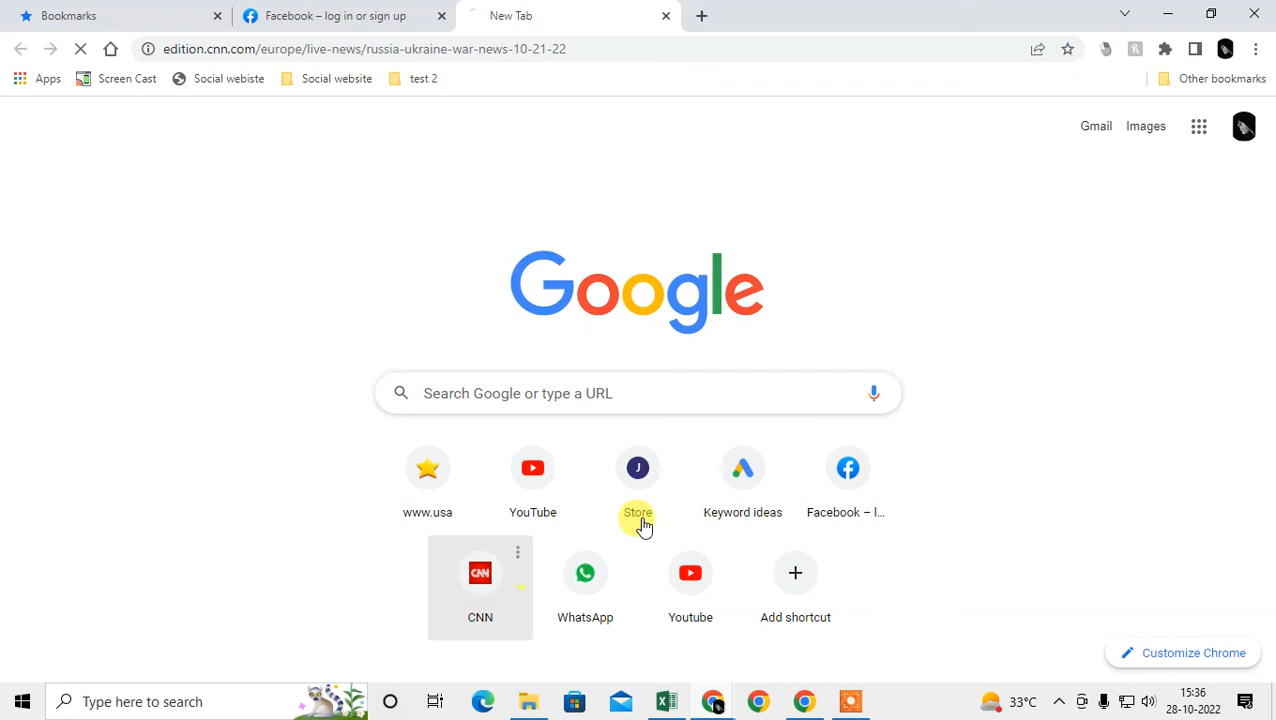 Bookmarks
Facebook – log in or sign up
New Tab
edition.cnn.com/europe/live-news/russia-ukraine-war-news-10-21-22
Apps
Screen Cast
Social webiste
Social website
test 2
Other bookmarks
Gmail
Images
Google
Search Google or type a URL
www.usa
YouTube
J
Store
Keyword ideas
Facebook – l...
CNN
CNN
WhatsApp
Youtube
Add shortcut
Customize Chrome
Type here to search
33°C
15:36
28-10-2022